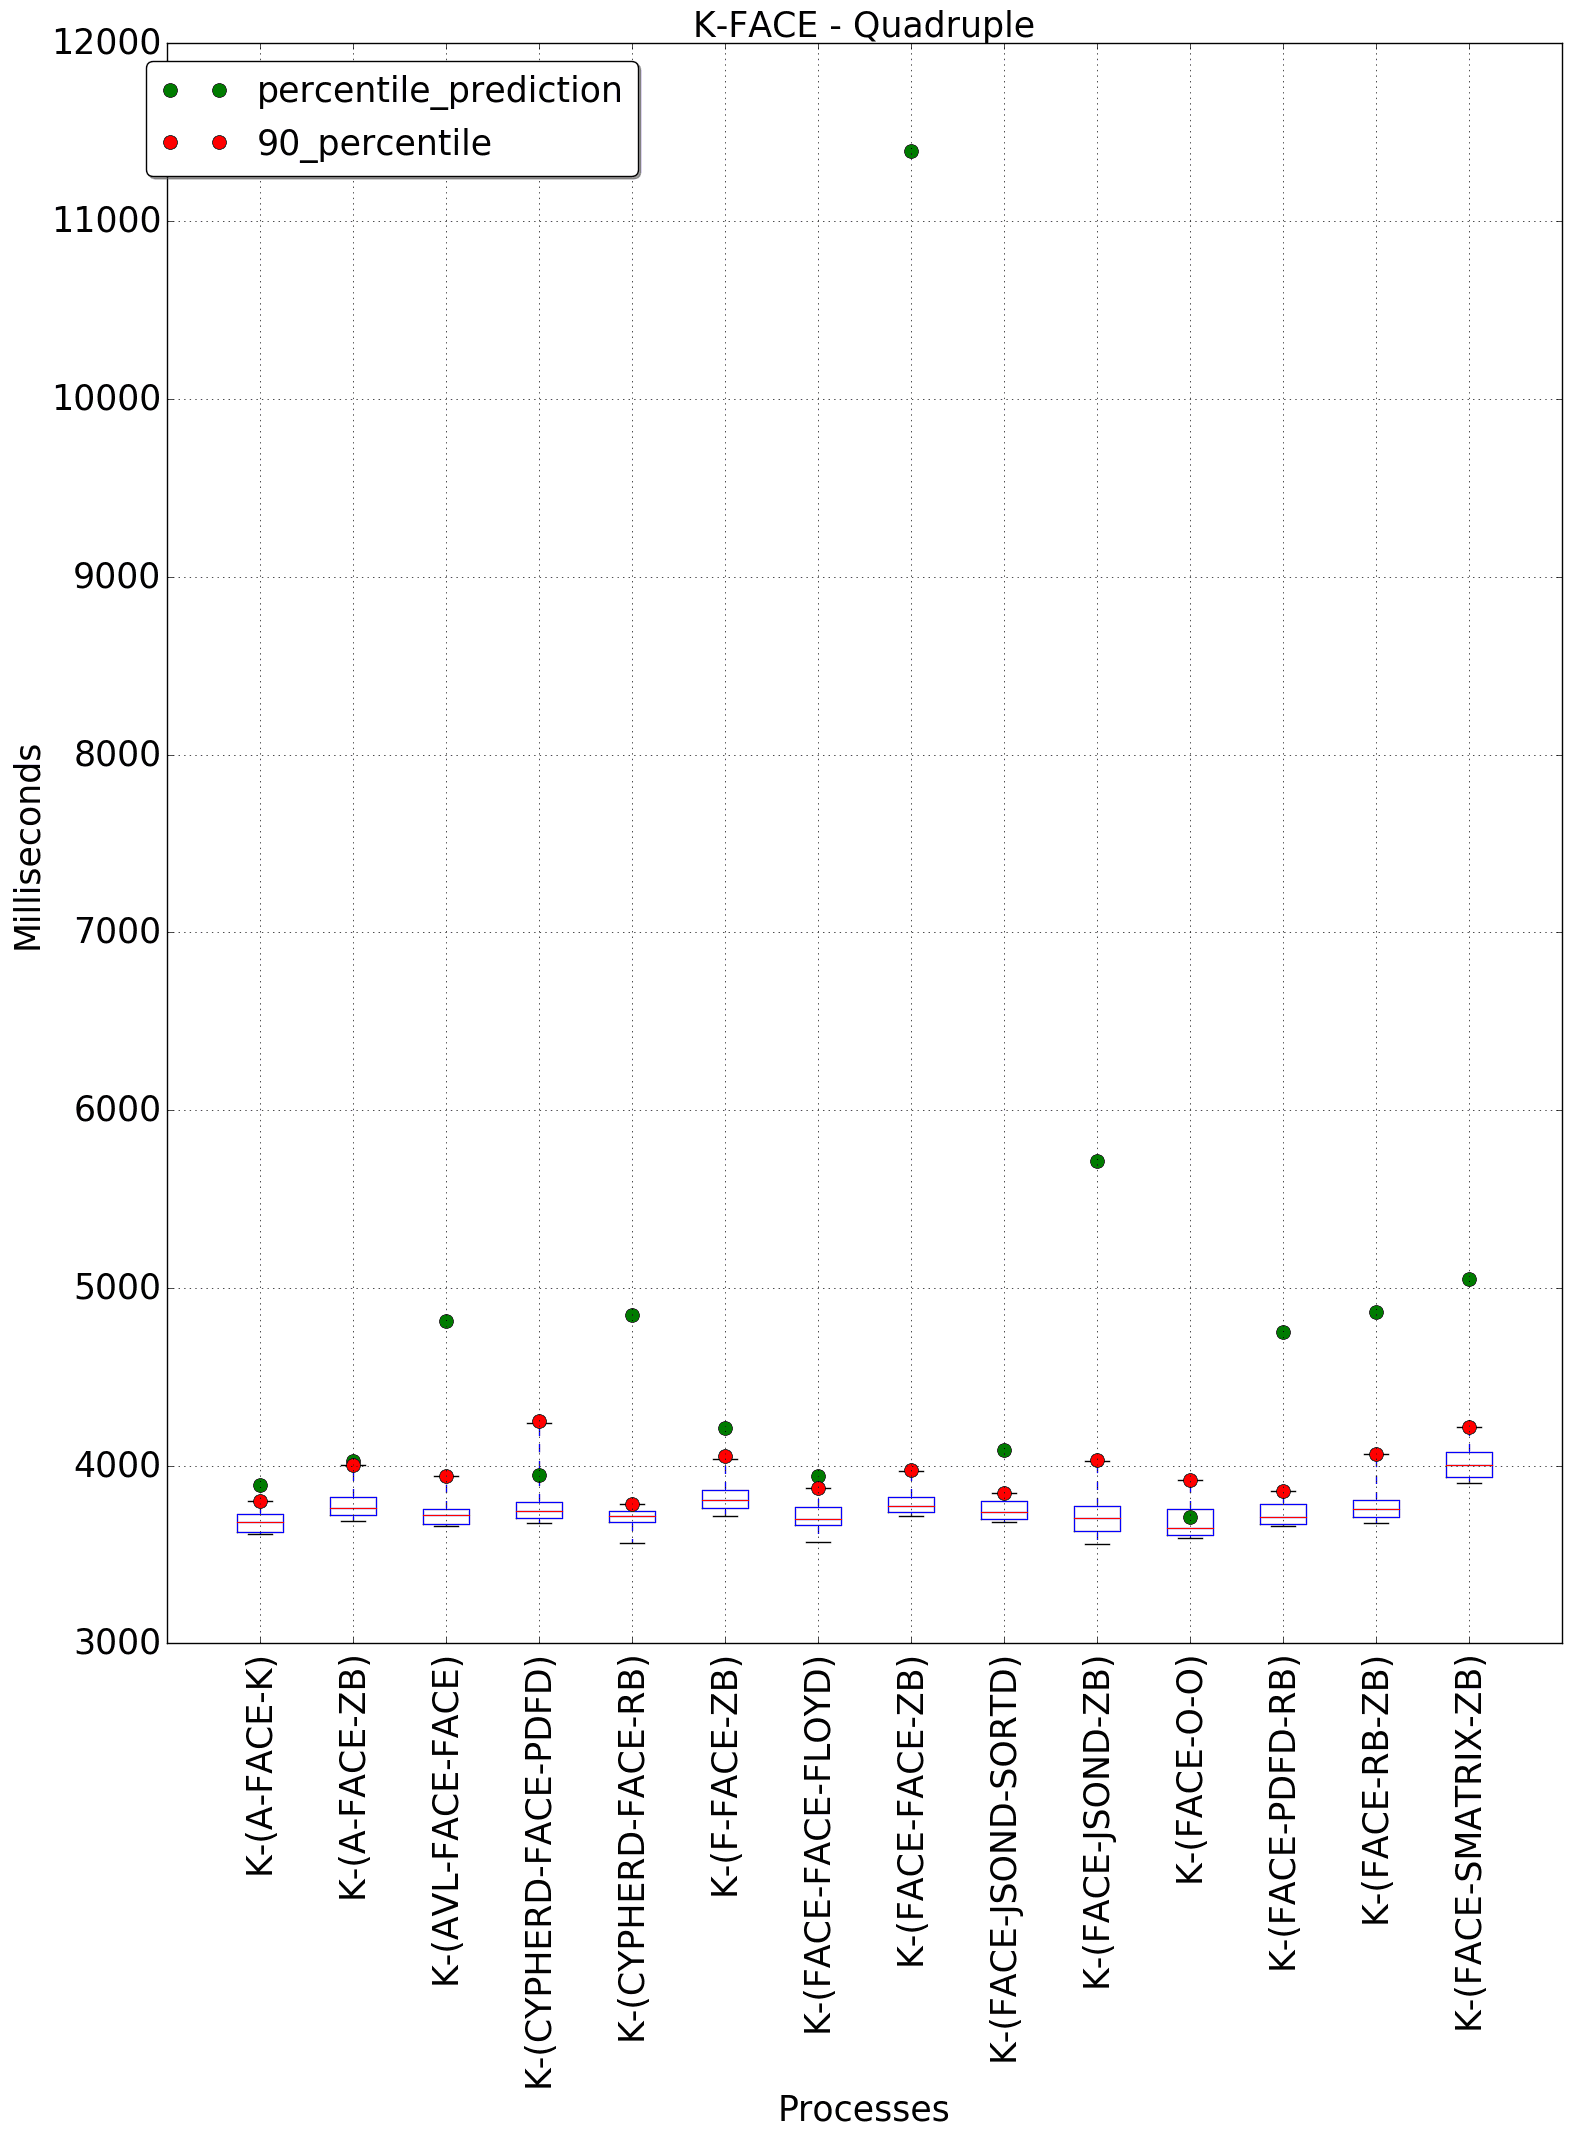 K-FACE - Quadruple
percentile_prediction
90_percentile
12000
11000
10000
9000
8000
7000
6000
5000
4000
3000
Milliseconds
K-(A-FACE-K)
K-(A-FACE-ZB)
K-(AVL-FACE-FACE)
K-(CYPHERD-FACE-PDFD)
K-(CYPHERD-FACE-RB)
K-(F-FACE-ZB)
K-(FACE-FACE-FLOYD)
K-(FACE-FACE-ZB)
K-(FACE-JSOND-SORTD)
K-(FACE-JSOND-ZB)
K-(FACE-O-O)
K-(FACE-PDFD-RB)
K-(FACE-RB-ZB)
K-(FACE-SMATRIX-ZB)
Processes